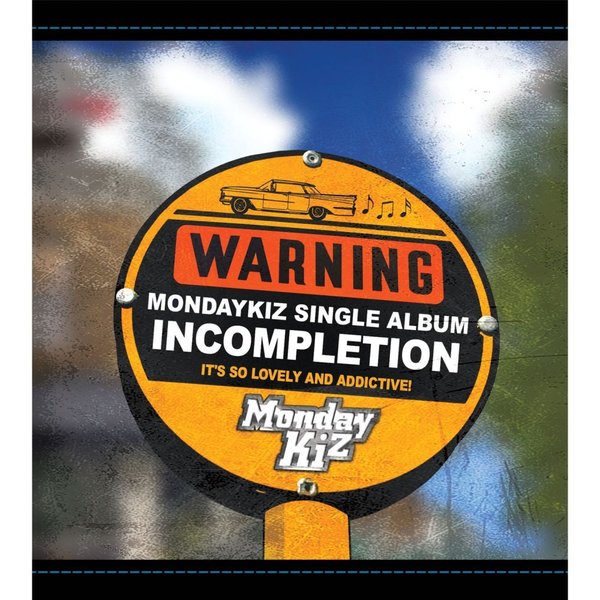 WARNING
MONDAYKIZ SINGLE ALBUM
INCOMPLETION
IT'S SO LOVELY AND ADDICTIVE!
Monday
Kiz